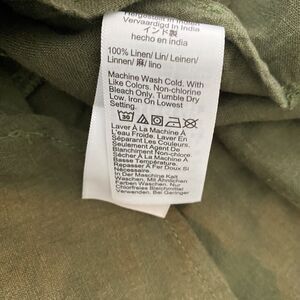 Vervaardigd In India
インド製
hecho en India
100% Linen/ Lin/ Leinen/
Linnen/ 麻/ lino
Machine Wash Cold. With
Like Colors. Non-chlorine
Bleach Only. Tumble Dry
Low. Iron On Lowest
Setting.
30
Laver À La Machine À
L'eau Froide. Laver En
Séparant Les Couleurs,
Seulement Agent De
Blanchiment Non-chlore.
Sécher À La Machine À
Basse Température.
Repasser À Fer Doux Si
Nécessaire.
In Der Maschine Kalt
Waschen. Mit Ähnlichen
Farben Waschen. Nur
Chlorfreies Bleichmittel
Verwenden. Bei Geringer